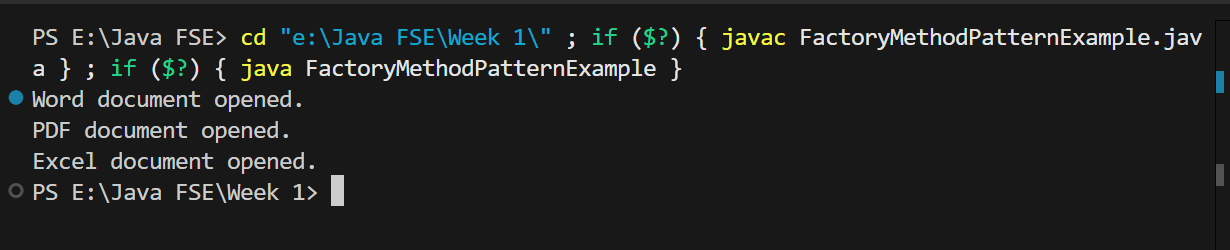 PS E:\Java FSE> cd "e:\Java FSE\Week 1\" ; if ($?) { javac FactoryMethodPatternExample.jav
a } ; if ($?) { java FactoryMethodPatternExample }
Word document opened.
PDF document opened.
Excel document opened.
PS E:\Java FSE\Week 1>